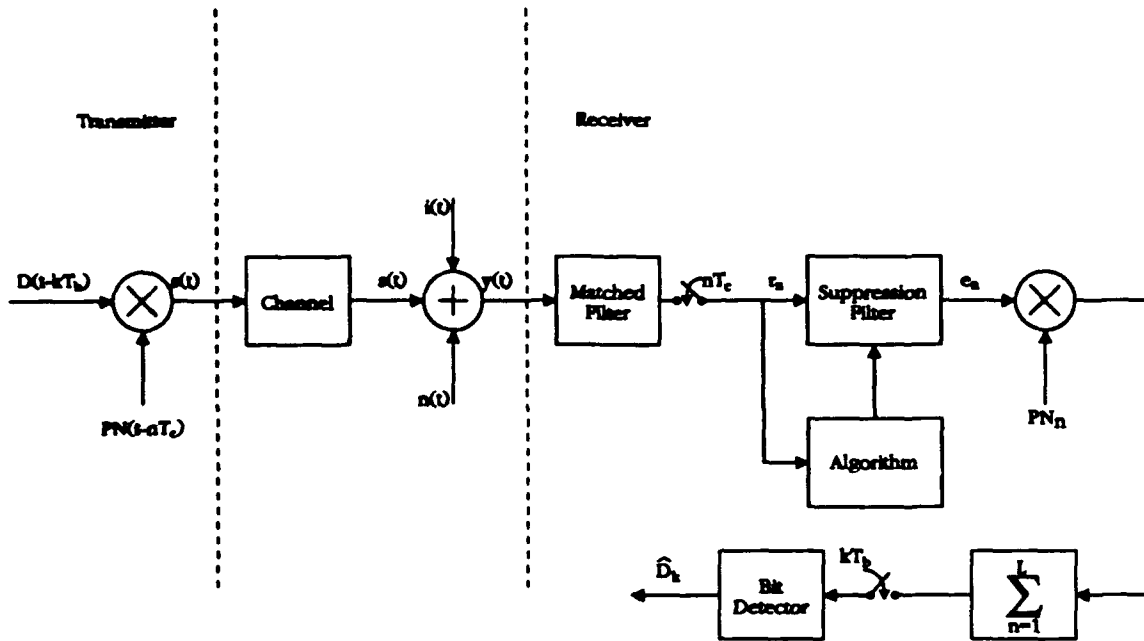 Transmitter
Receiver
i(t)
D(t-kT_b)
s(t)
Channel
s(t)
y(t)
Matched
Filter
nT_c
r_n
Suppression
Filter
e_n
n(t)
PN(t-nT_c)
PN_n
Algorithm
D̂_k
Bit
Detector
kT_b
L
∑
n=1